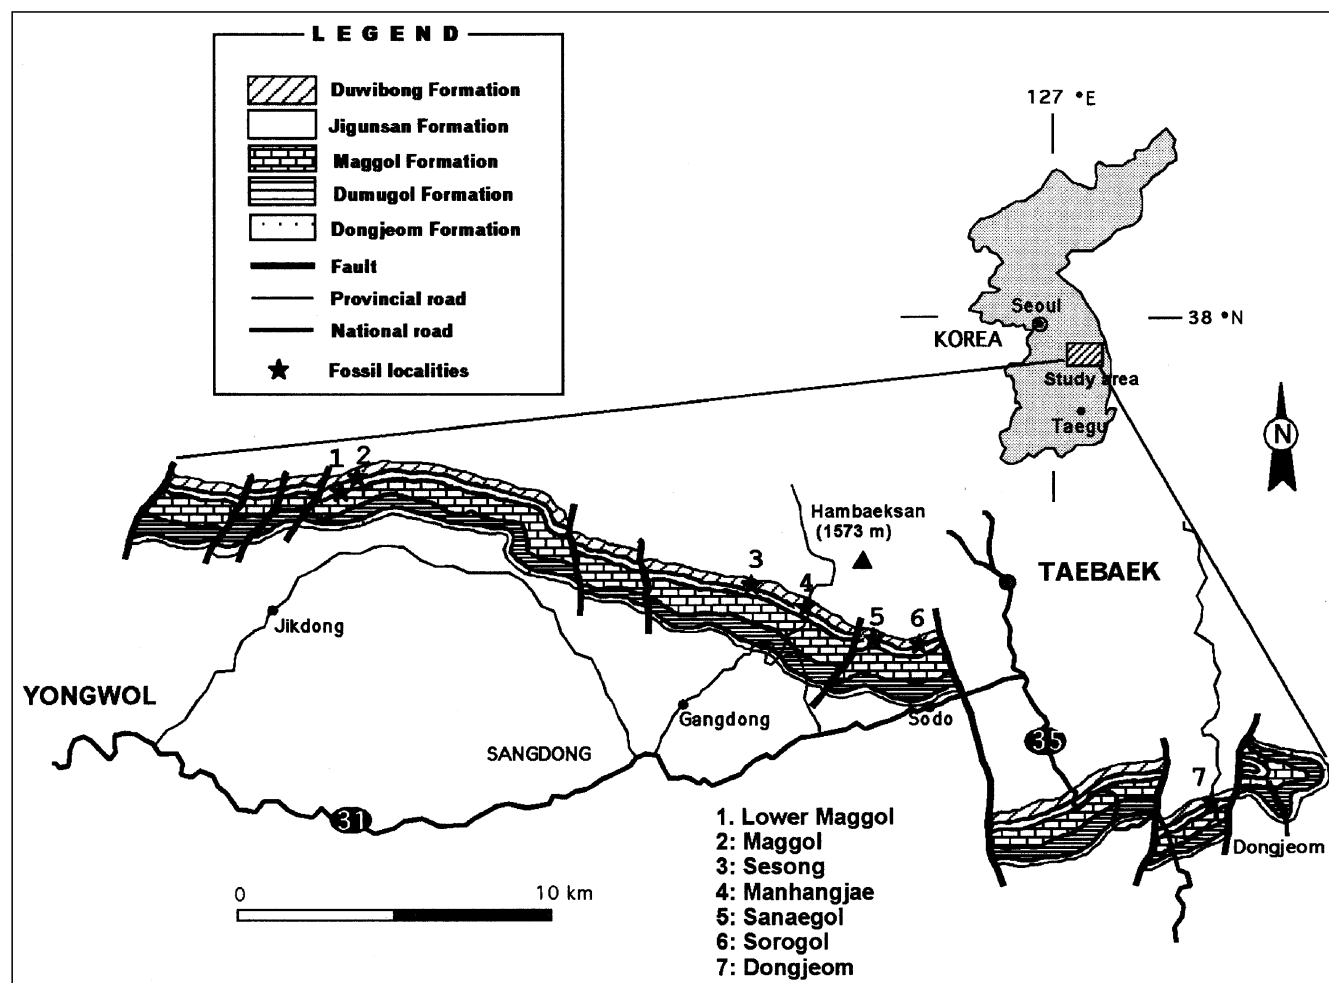 LEGEND
Duwibong Formation
Jigunsan Formation
Maggol Formation
Dumugol Formation
Dongjeom Formation
Fault
Provincial road
National road
Fossil localities
127 °E
Seoul
38 °N
KOREA
Study area
Taegu
N
1
2
Hambaeksan
(1573 m)
3
4
5
6
TAEBAEK
Jikdong
YONGWOL
Gangdong
Sodo
SANGDONG
35
31
7
Dongjeom
0
10 km
1. Lower Maggol
2: Maggol
3: Sesong
4: Manhangjae
5: Sanaegol
6: Sorogol
7: Dongjeom